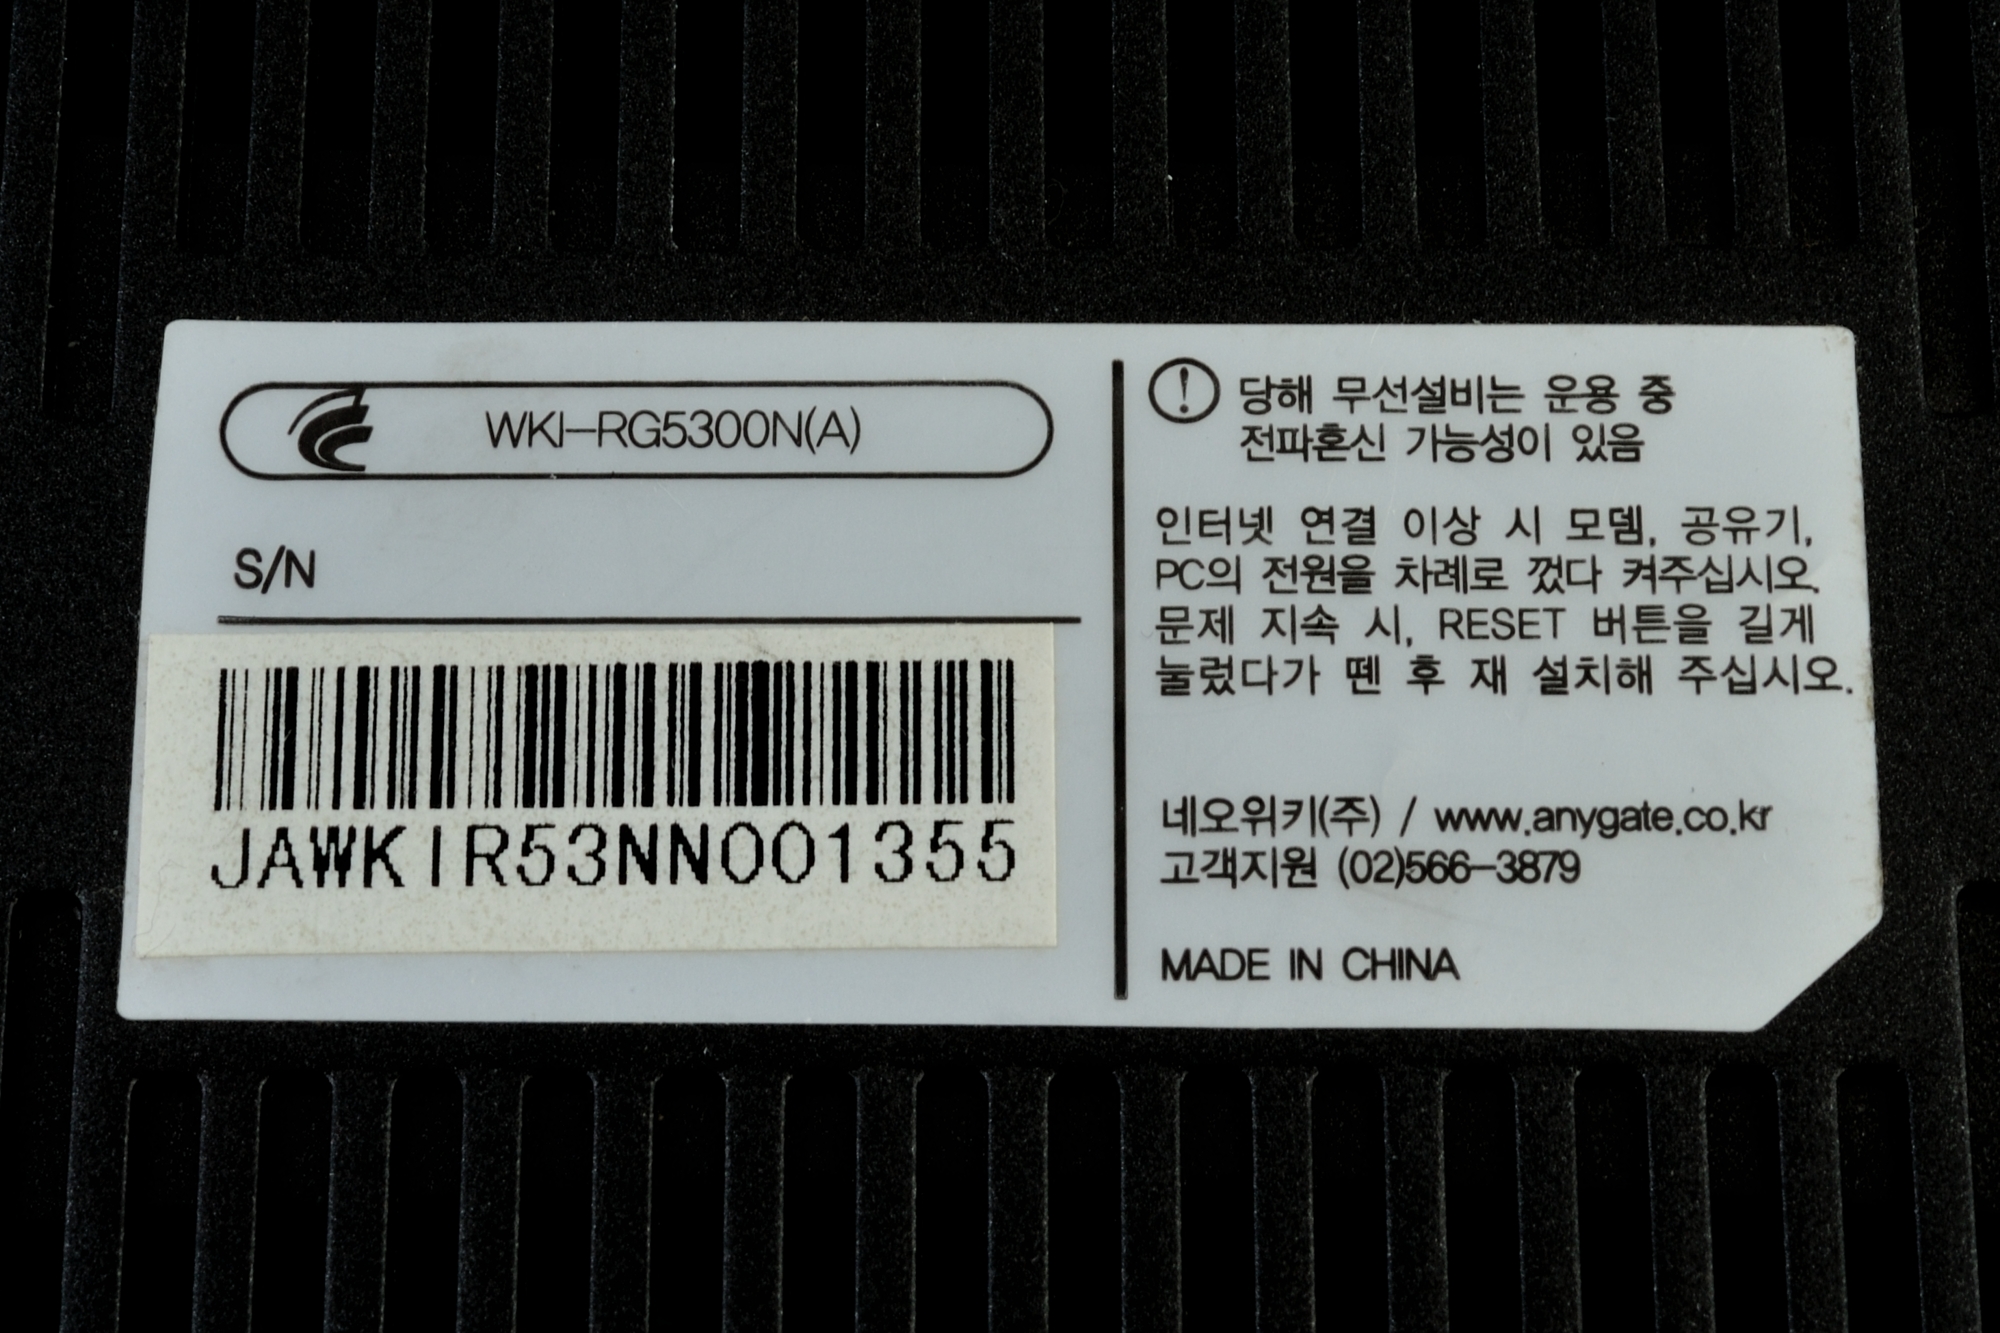 WKI-RG5300N(A)
S/N
JAWKIR53NN001355
당해 무선설비는 운용 중
전파혼신 가능성이 있음
인터넷 연결 이상 시 모뎀, 공유기,
PC의 전원을 차례로 껐다 켜주십시오.
문제 지속 시, RESET 버튼을 길게
눌렀다가 뗀 후 재 설치해 주십시오.
네오위키(주) / www.anygate.co.kr
고객지원 (02)566-3879
MADE IN CHINA